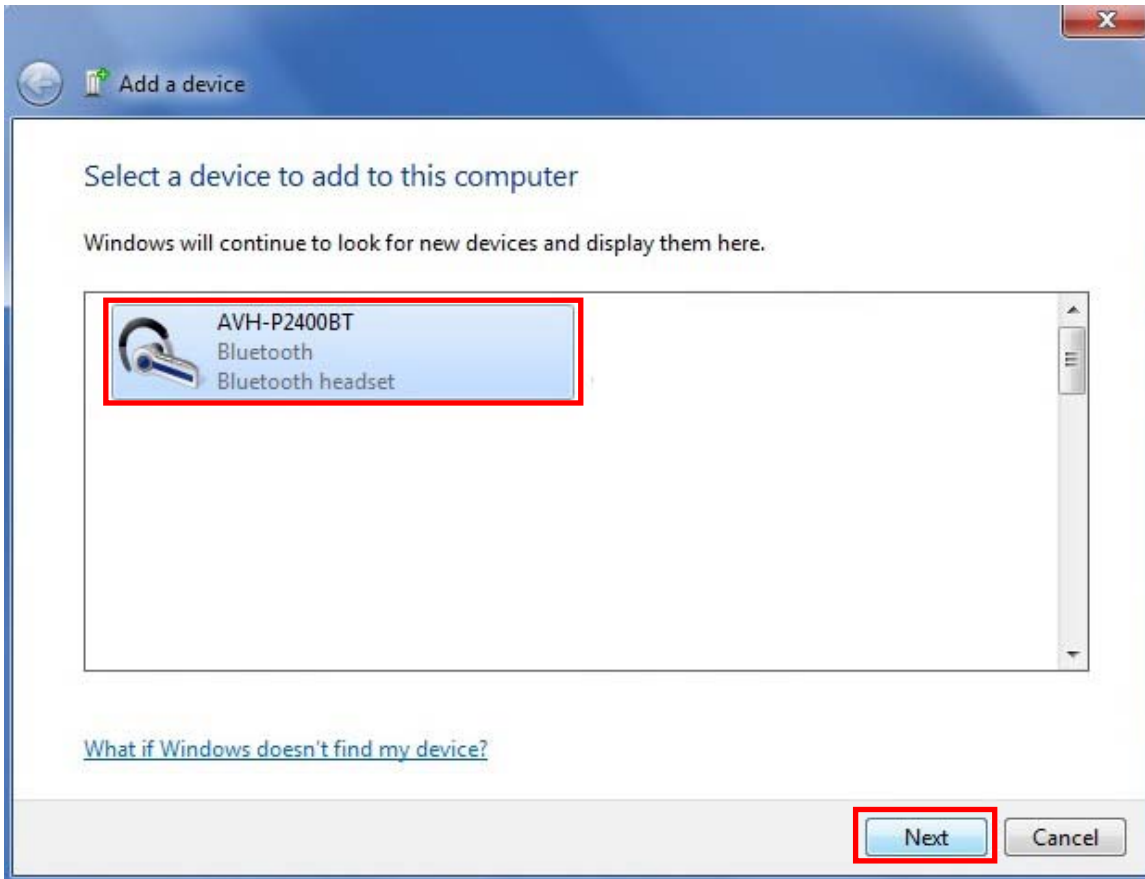 Add a device
Select a device to add to this computer
Windows will continue to look for new devices and display them here.
AVH-P2400BT
Bluetooth
Bluetooth headset
What if Windows doesn't find my device?
Next
Cancel